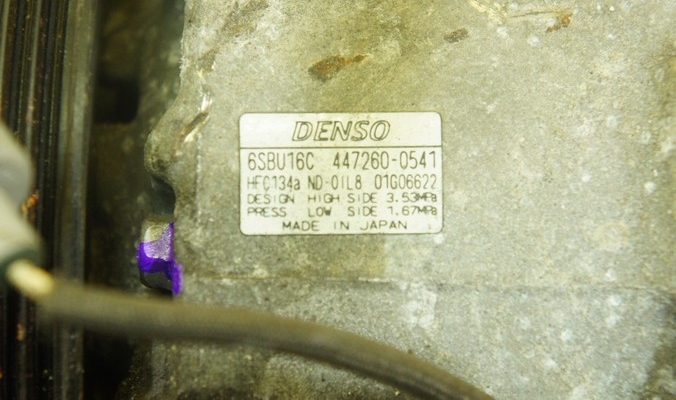 DENSO
6SBU16C 447260-0541
HFC134a ND-OIL8 01G06622
DESIGN HIGH SIDE 3.53MPa
PRESS LOW SIDE 1.67MPa
MADE IN JAPAN